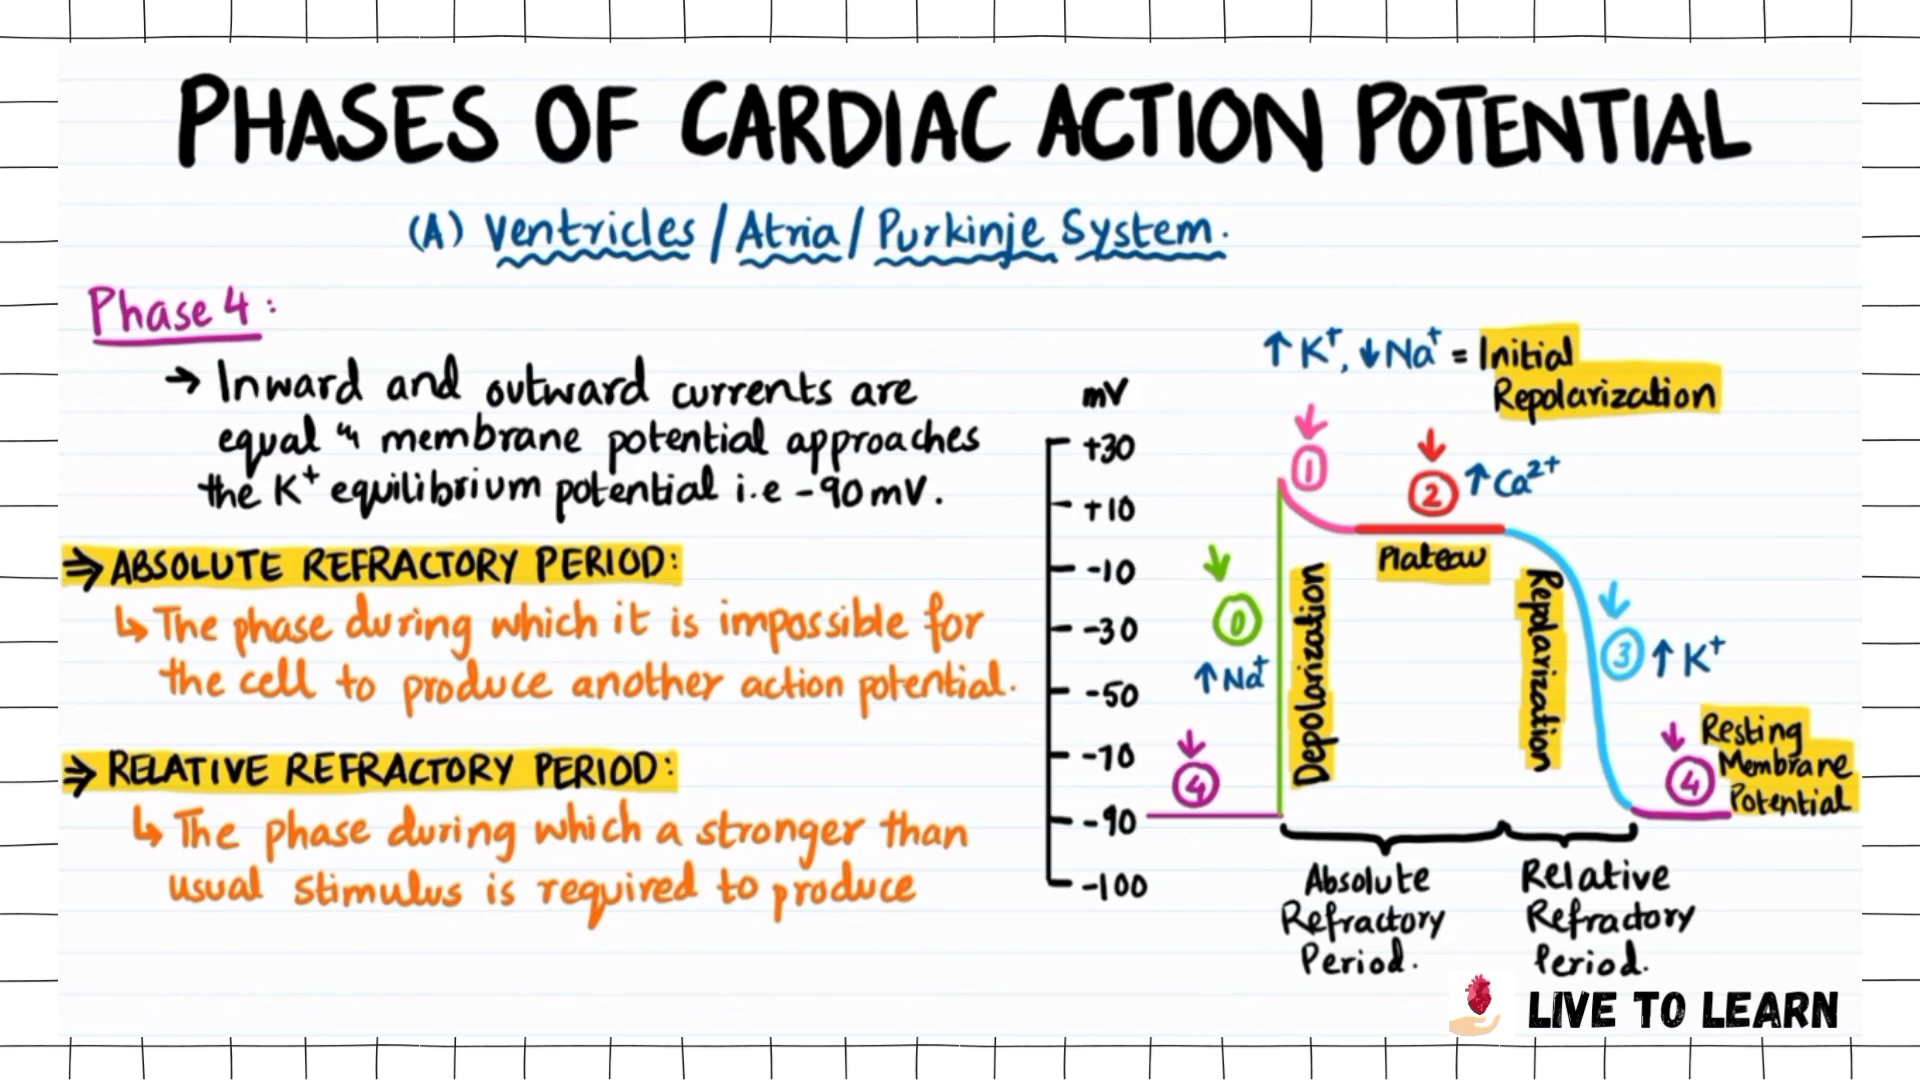 PHASES OF CARDIAC ACTION POTENTIAL
(A) Ventricles / Atria / Purkinje System.
Phase 4 :
→ Inward and outward currents are
equal membrane potential approaches
the K+ equilibrium potential i.e -90mV.
⇒ ABSOLUTE REFRACTORY PERIOD:
↳ The phase during which it is impossible for
the cell to produce another action potential.
⇒ RELATIVE REFRACTORY PERIOD:
↳ The phase during which a stronger than
usual stimulus is required to produce
↑ K+, ↓ Na+ = Initial
Repolarization
mV
+30
+10
-10
-30
-50
-70
-90
-100
1
2 ↑ Ca2+
Plateau
0
↑ Na+
Depolarization
Repolarization
3 ↑ K+
4
4
Resting
Membrane
Potential
Absolute
Refractory
Period.
Relative
Refractory
Period.
LIVE TO LEARN